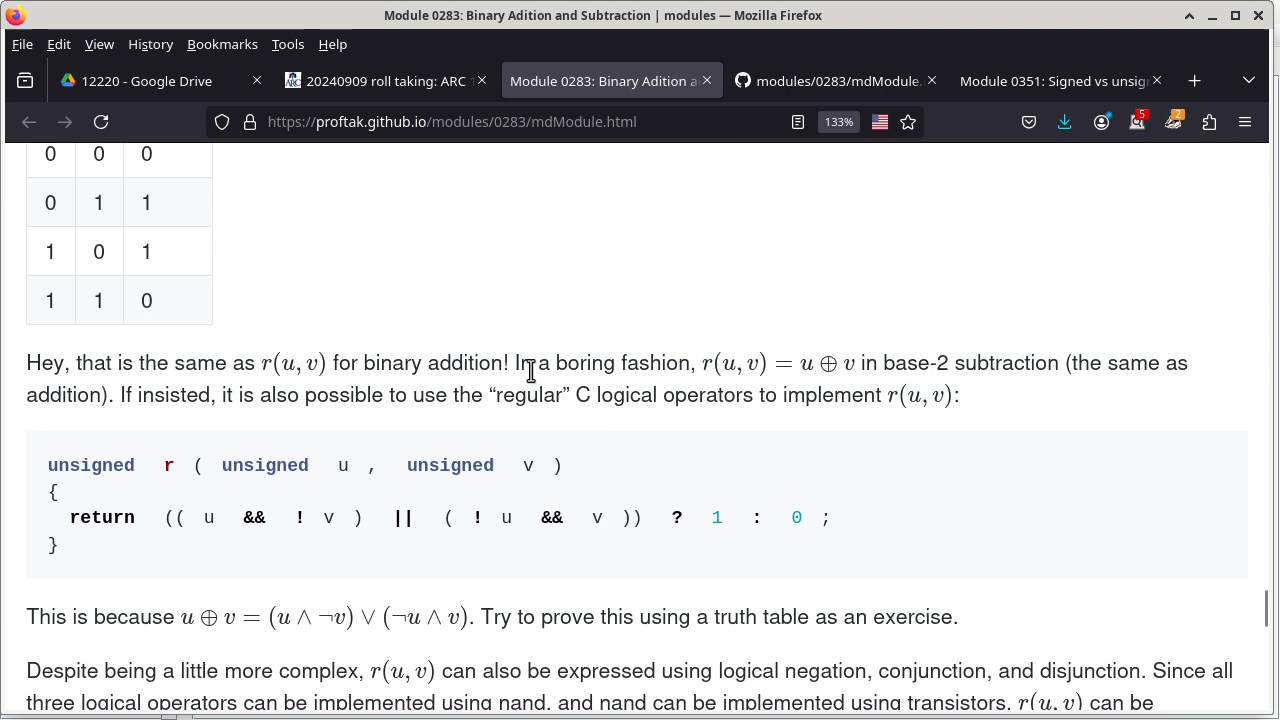 Module 0283: Binary Adition and Subtraction | modules — Mozilla Firefox
File Edit View History Bookmarks Tools Help
12220 - Google Drive
20240909 roll taking: ARC
Module 0283: Binary Adition a
modules/0283/mdModule.
Module 0351: Signed vs unsig
https://proftak.github.io/modules/0283/mdModule.html
133%
5
2
0 0 0
0 1 1
1 0 1
1 1 0
Hey, that is the same as r(u, v) for binary addition! In a boring fashion, r(u, v) = u ⊕ v in base-2 subtraction (the same as
addition). If insisted, it is also possible to use the “regular” C logical operators to implement r(u, v):
unsigned r ( unsigned u , unsigned v )
{
return (( u && ! v ) || ( ! u && v )) ? 1 : 0 ;
}
This is because u ⊕ v = (u ∧ ¬v) ∨ (¬u ∧ v). Try to prove this using a truth table as an exercise.
Despite being a little more complex, r(u, v) can also be expressed using logical negation, conjunction, and disjunction. Since all
three logical operators can be implemented using nand, and nand can be implemented using transistors, r(u, v) can be